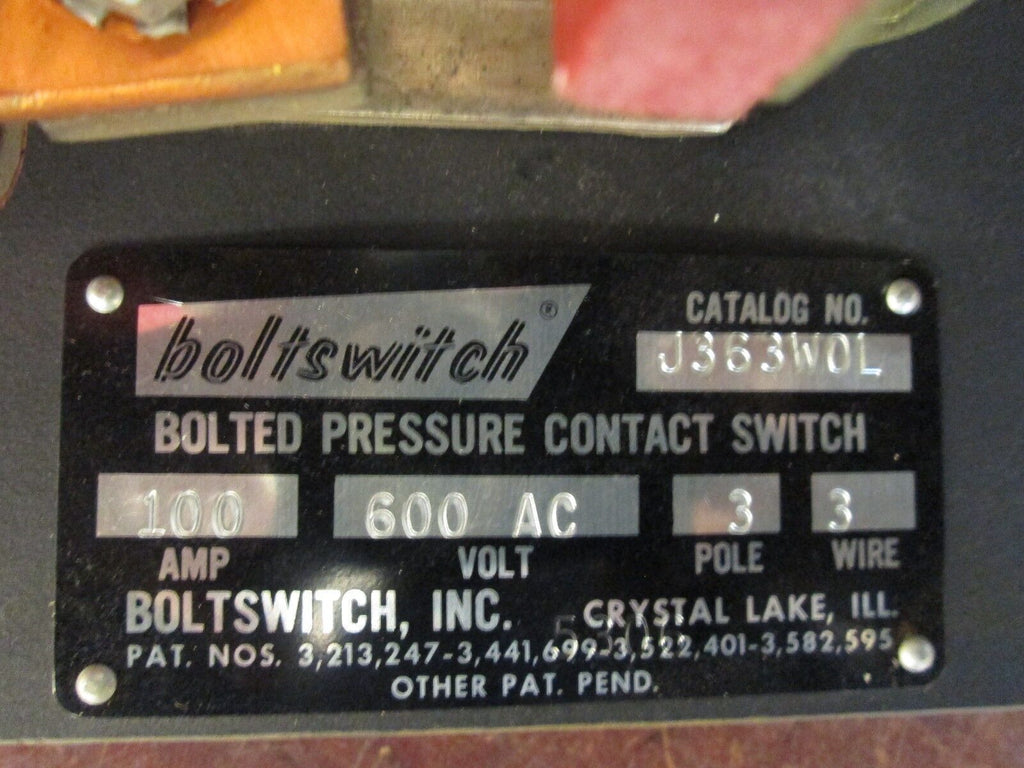 boltswitch®
CATALOG NO.
J363WOL
BOLTED PRESSURE CONTACT SWITCH
100 600 AC 3 3
AMP VOLT POLE WIRE
BOLTSWITCH, INC. CRYSTAL LAKE, ILL.
PAT. NOS. 3,213,247-3,441,699-3,522,401-3,582,595
OTHER PAT. PEND.